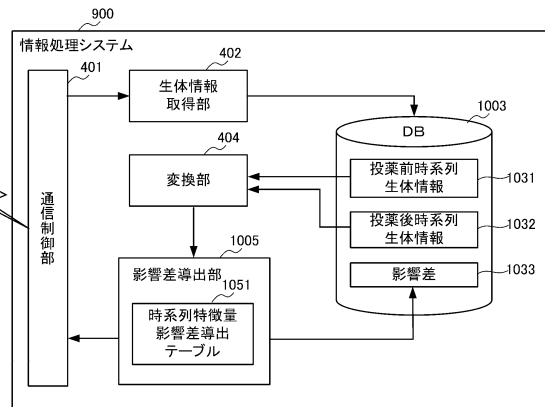 900
情報処理システム
401
通信制御部
402
生体情報
取得部
404
変換部
1005
影響差導出部
1051
時系列特徴量
影響差導出
テーブル
1003
DB
投薬前時系列
生体情報
1031
投薬後時系列
生体情報
1032
影響差
1033